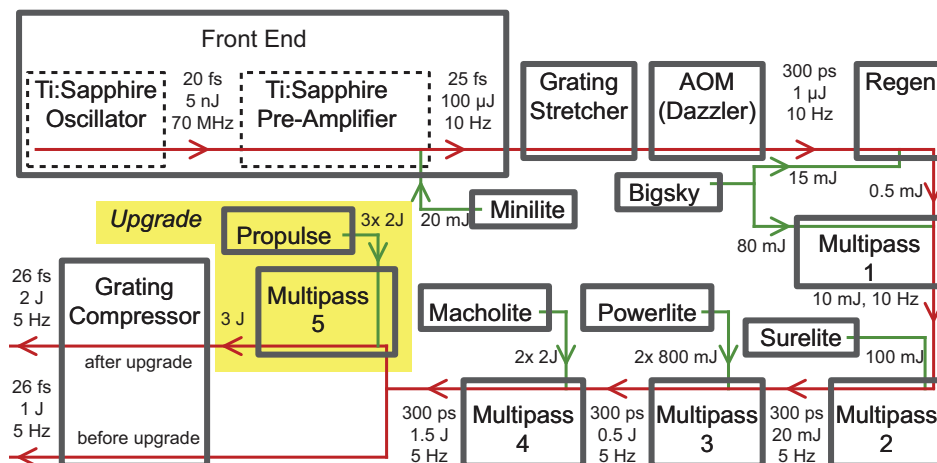 Front End
Ti:Sapphire
Oscillator
20 fs
5 nJ
70 MHz
Ti:Sapphire
Pre-Amplifier
25 fs
100 µJ
10 Hz
Grating
Stretcher
AOM
(Dazzler)
300 ps
1 µJ
10 Hz
Regen
Bigsky
15 mJ
0.5 mJ
80 mJ
Minilite
20 mJ
Upgrade
3x 2J
Propulse
Multipass
1
10 mJ, 10 Hz
26 fs
2 J
5 Hz
Grating
Compressor
3 J
Multipass
5
Macholite
2x 2J
Powerlite
2x 800 mJ
Surelite
100 mJ
after upgrade
26 fs
1 J
5 Hz
before upgrade
300 ps
1.5 J
5 Hz
Multipass
4
300 ps
0.5 J
5 Hz
Multipass
3
300 ps
20 mJ
5 Hz
Multipass
2